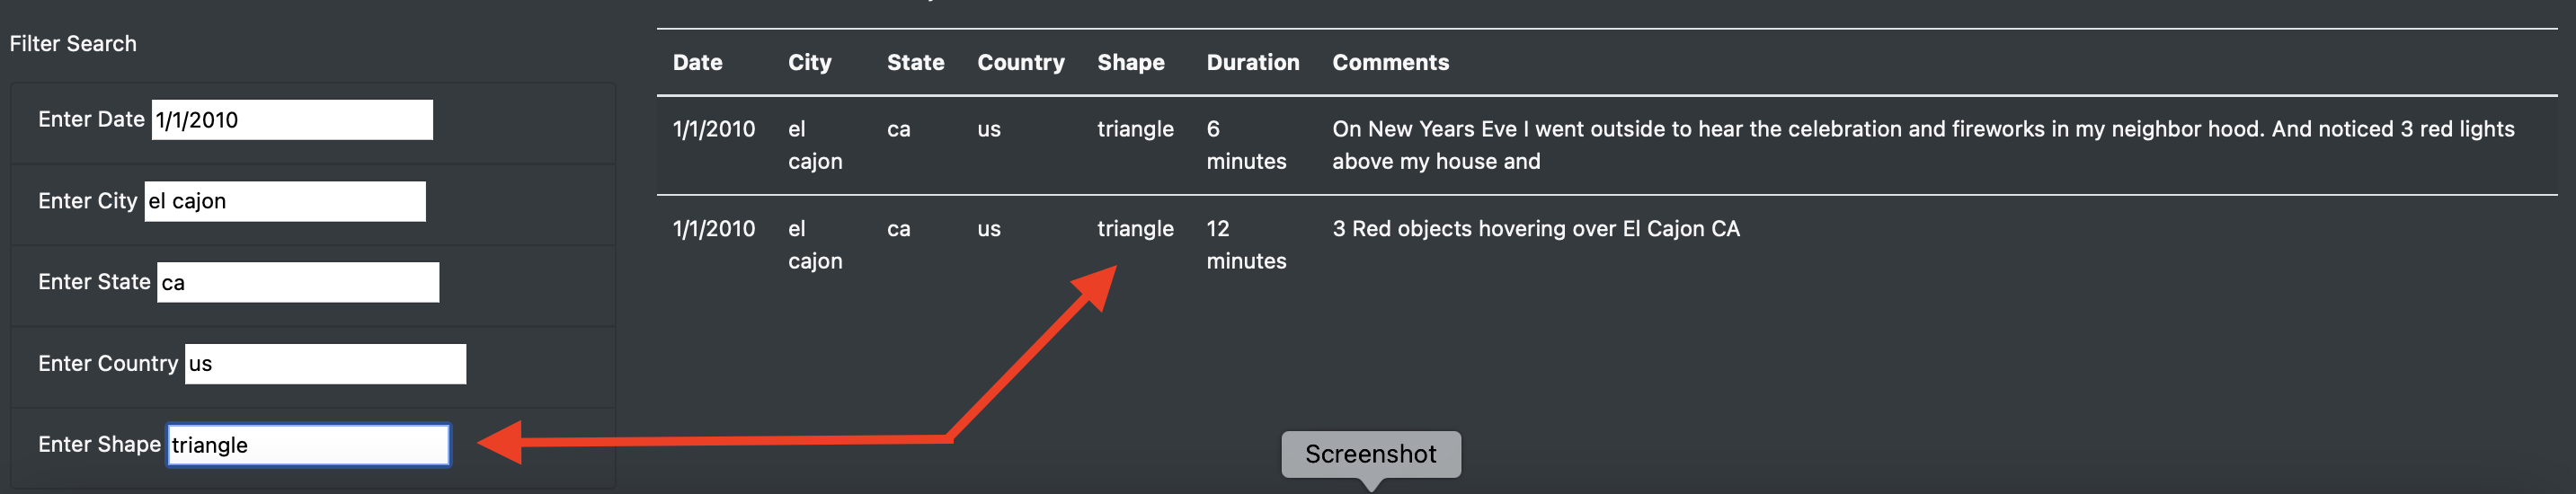 Filter Search
Enter Date 1/1/2010
Enter City el cajon
Enter State ca
Enter Country us
Enter Shape triangle
Date City State Country Shape Duration Comments
1/1/2010 el ca us triangle 6 On New Years Eve I went outside to hear the celebration and fireworks in my neighbor hood. And noticed 3 red lights
cajon minutes above my house and
1/1/2010 el ca us triangle 12 3 Red objects hovering over El Cajon CA
cajon minutes
Screenshot